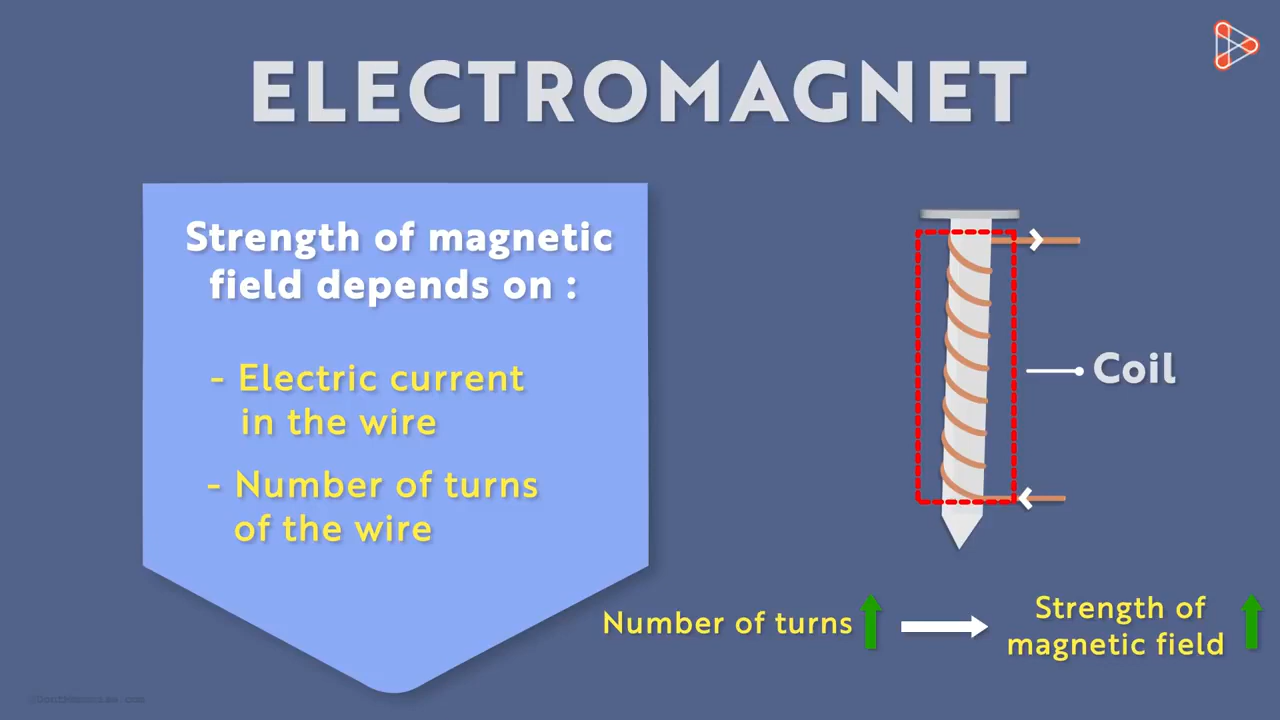 ELECTROMAGNET
Strength of magnetic
field depends on :
- Electric current
in the wire
- Number of turns
of the wire
Coil
Number of turns
Strength of
magnetic field